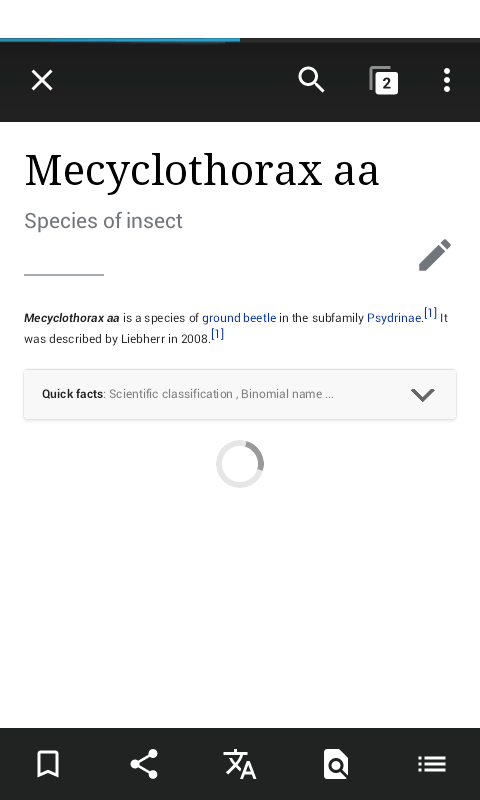 2
Mecyclothorax aa
Species of insect
Mecyclothorax aa is a species of ground beetle in the subfamily Psydrinae.[1] It
was described by Liebherr in 2008.[1]
Quick facts: Scientific classification , Binomial name ...